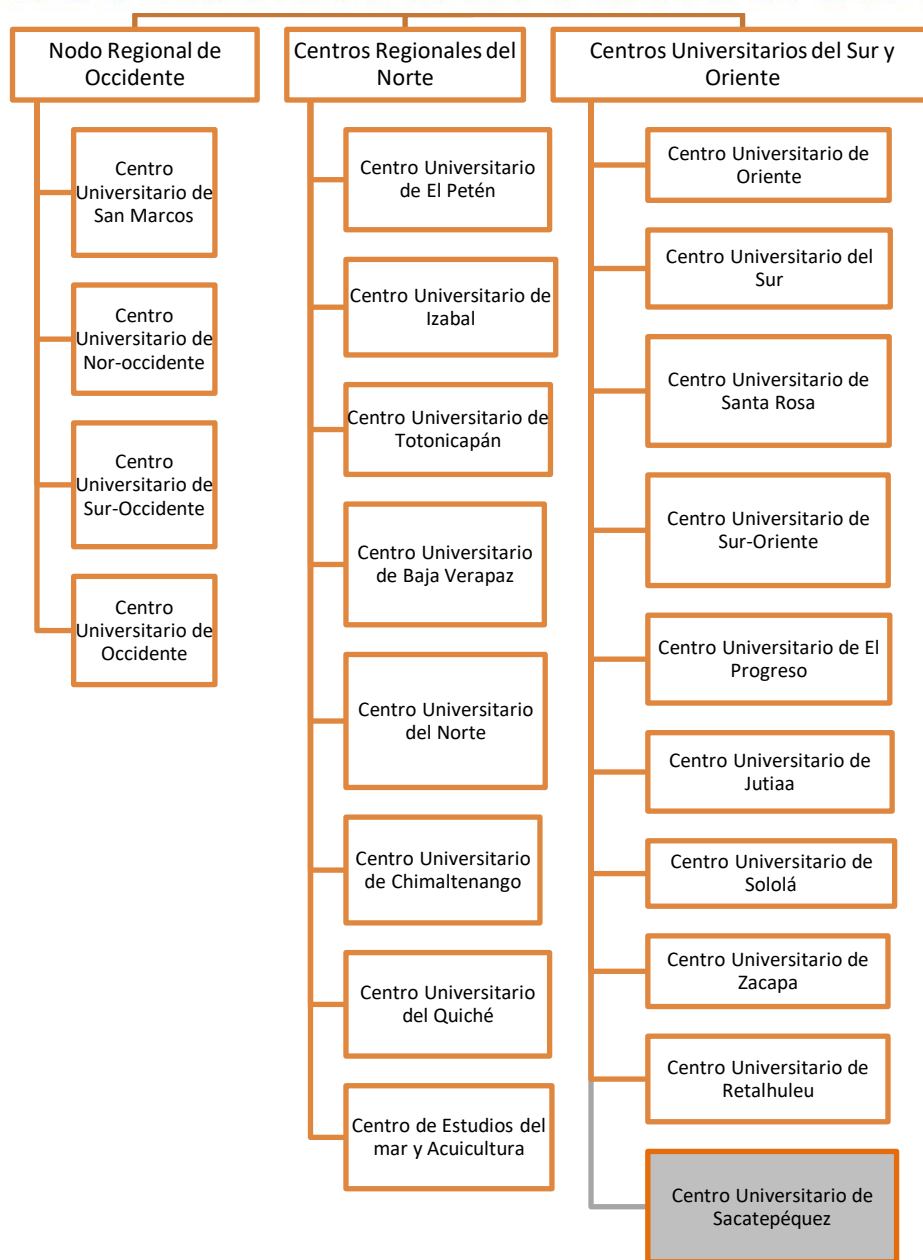 Nodo Regional de
Occidente
Centro
Universitario de
San Marcos
Centro
Universitario de
Nor-occidente
Centro
Universitario de
Sur-Occidente
Centro
Universitario de
Occidente
Centros Regionales del
Norte
Centro Universitario
de El Petén
Centro Universitario de
Izabal
Centro Universitario de
Totonicapán
Centro Universitario
de Baja Verapaz
Centro Universitario
del Norte
Centro Universitario
de Chimaltenango
Centro Universitario
del Quiché
Centro de Estudios del
mar y Acuicultura
Centros Universitarios del Sur y
Oriente
Centro Universitario de
Oriente
Centro Universitario del
Sur
Centro Universitario de
Santa Rosa
Centro Universitario de
Sur-Oriente
Centro Universitario de El
Progreso
Centro Universitario de
Jutiaa
Centro Universitario de
Sololá
Centro Universitario de
Zacapa
Centro Universitario de
Retalhuleu
Centro Universitario de
Sacatepéquez